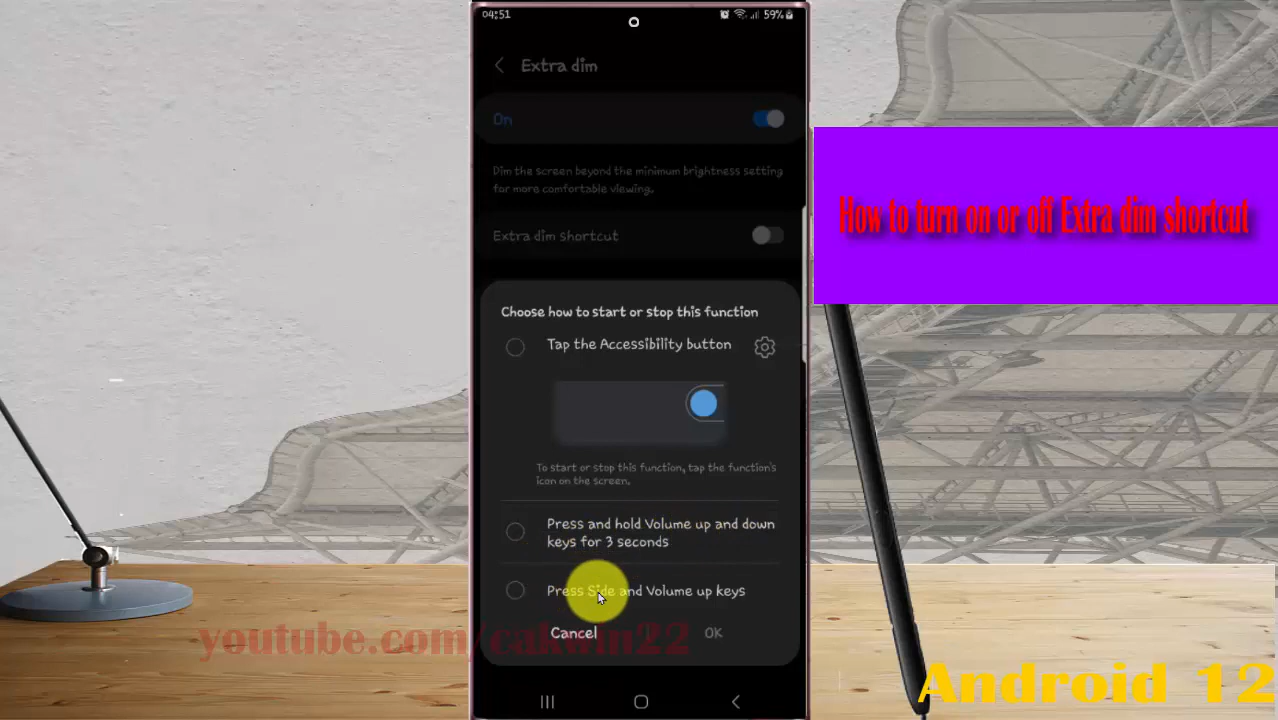 04:51
59%
Extra dim
On
Dim the screen beyond the minimum brightness setting
for more comfortable viewing.
Extra dim shortcut
How to turn on or off Extra dim shortcut
Choose how to start or stop this function
Tap the Accessibility button
To start or stop this function, tap the function's
icon on the screen.
Press and hold Volume up and down
keys for 3 seconds
Press Side and Volume up keys
Cancel
OK
youtube.com/cakwin22
Android 12